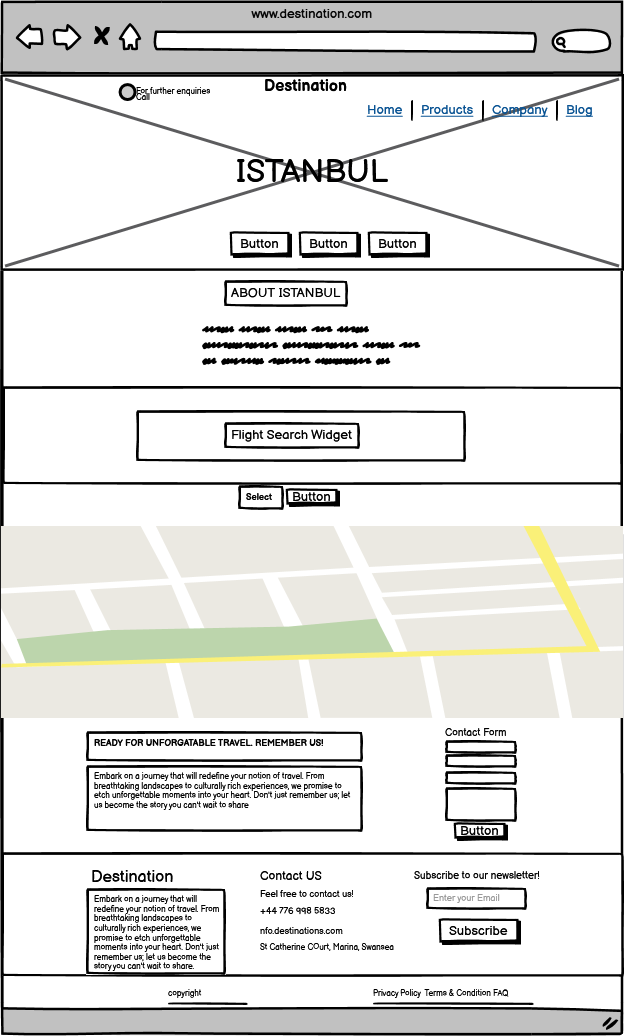 www.destination.com
For further enquiries
Call
Destination
Home Products Company Blog
ISTANBUL
Button Button Button
ABOUT ISTANBUL
Flight Search Widget
Select Button
READY FOR UNFORGATABLE TRAVEL. REMEMBER US!
Embark on a journey that will redefine your notion of travel. From
breathtaking landscapes to culturally rich experiences, we promise to
etch unforgettable moments into your heart. Don't just remember us; let
us become the story you can't wait to share
Contact Form
Button
Destination
Embark on a journey that will
redefine your notion of travel. From
breathtaking landscapes to
culturally rich experiences, we
promise to etch unforgettable
moments into your heart. Don't just
remember us; let us become the
story you can't wait to share.
Contact US
Feel free to contact us!
+44 776 998 5833
nfo.destinations.com
St Catherine COurt, Marina, Swansea
Subscribe to our newsletter!
Enter your Email
Subscribe
copyright
Privacy Policy Terms & Condition FAQ